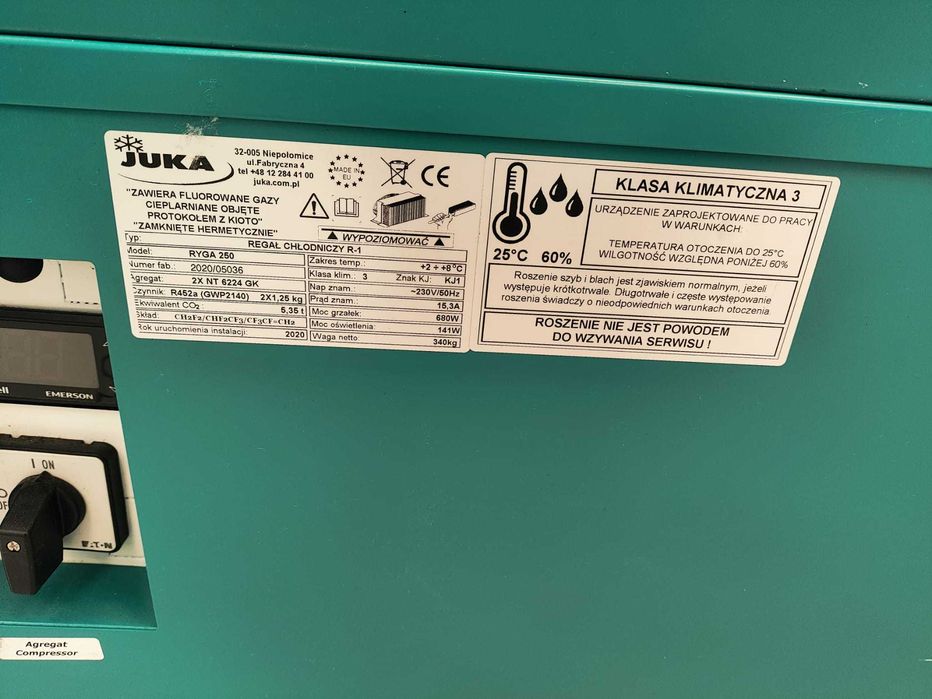 JUKA
32-005 Niepołomice
ul.Fabryczna 4
tel +48 12 284 41 00
juka.com.pl
MADE IN
EU
CE
"ZAWIERA FLUOROWANE GAZY
CIEPLARNIANE OBJĘTE
PROTOKOŁEM Z KIOTO"
"ZAMKNIĘTE HERMETYCZNIE"
WYPOZIOMOWAĆ
Typ: REGAŁ CHŁODNICZY R-1
Model: RYGA 250
Numer fab.: 2020/05036
Agregat: 2X NT 6224 GK
Czynnik: R452a (GWP2140) 2X1,25 kg
Ekwiwalent CO2 5,35 t
Skład: CH2F2/CHF2CF3/CF3CF=CH2
Rok uruchomienia instalacji: 2020
Zakres temp.: +2 ÷ +8°C
Klasa klim.: 3 Znak KJ: KJ1
Nap znam.: ~230V/50Hz
Prąd znam.: 15,3A
Moc grzałek: 680W
Moc oświetlenia: 141W
Waga netto: 340kg
25°C 60%
KLASA KLIMATYCZNA 3
URZĄDZENIE ZAPROJEKTOWANE DO PRACY
W WARUNKACH:
TEMPERATURA OTOCZENIA DO 25°C
WILGOTNOŚĆ WZGLĘDNA PONIŻEJ 60%
Roszenie szyb i blach jest zjawiskiem normalnym, jeżeli
występuje krótkotrwale. Długotrwałe i częste występowanie
roszenia świadczy o nieodpowiednich warunkach otoczenia.
ROSZENIE NIE JEST POWODEM
DO WZYWANIA SERWISU !
EMERSON
I ON
Agregat
Compressor